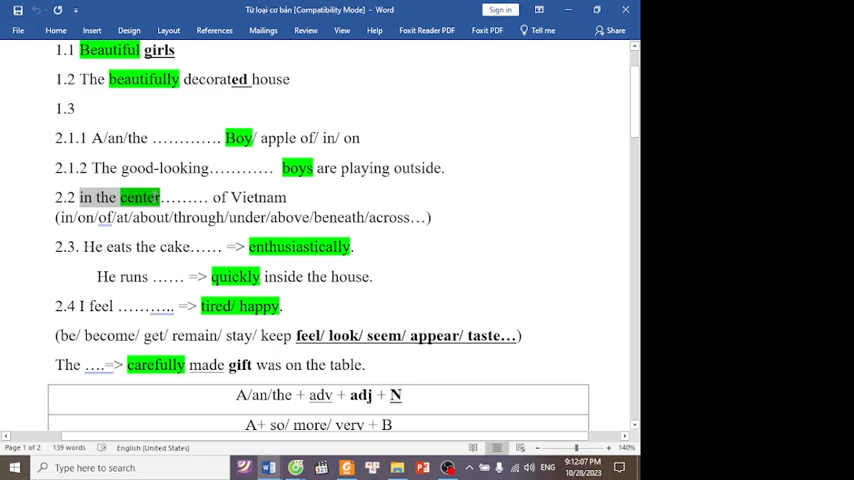 Từ loại cơ bản [Compatibility Mode] - Word
Sign in
File Home Insert Design Layout References Mailings Review View Help Foxit Reader PDF Foxit PDF Tell me Share
1.1 Beautiful girls
1.2 The beautifully decorated house
1.3
2.1.1 A/an/the …………. Boy/ apple of/ in/ on
2.1.2 The good-looking………… boys are playing outside.
2.2 in the center……… of Vietnam
(in/on/of/at/about/through/under/above/beneath/across…)
2.3. He eats the cake…… => enthusiastically.
He runs …… => quickly inside the house.
2.4 I feel ……….. => tired/ happy.
(be/ become/ get/ remain/ stay/ keep feel/ look/ seem/ appear/ taste…)
The ….=> carefully made gift was on the table.
A/an/the + adv + adj + N
A+ so/ more/ very + B
Page 1 of 2 139 words English (United States) 140%
Type here to search
ENG
9:12:07 PM
10/28/2023